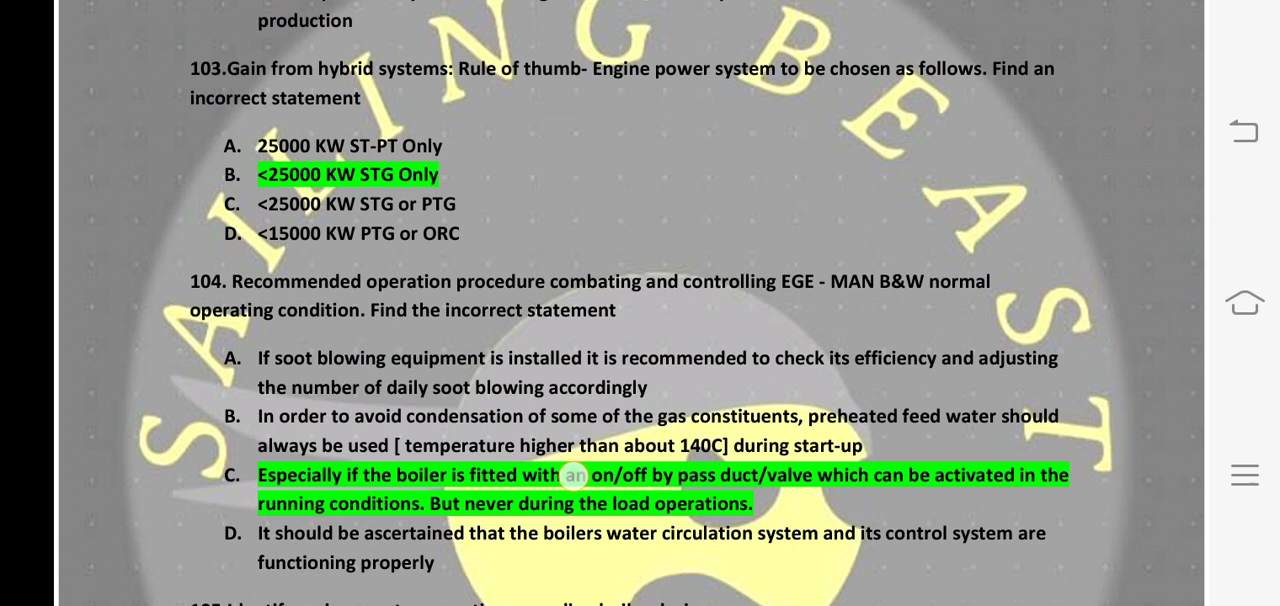 production
103.Gain from hybrid systems: Rule of thumb- Engine power system to be chosen as follows. Find an
incorrect statement
A. 25000 KW ST-PT Only
B. <25000 KW STG Only
C. <25000 KW STG or PTG
D. <15000 KW PTG or ORC
104. Recommended operation procedure combating and controlling EGE - MAN B&W normal
operating condition. Find the incorrect statement
A. If soot blowing equipment is installed it is recommended to check its efficiency and adjusting
the number of daily soot blowing accordingly
B. In order to avoid condensation of some of the gas constituents, preheated feed water should
always be used [ temperature higher than about 140C] during start-up
C. Especially if the boiler is fitted with an on/off by pass duct/valve which can be activated in the
running conditions. But never during the load operations.
D. It should be ascertained that the boilers water circulation system and its control system are
functioning properly
SAILING BEAST